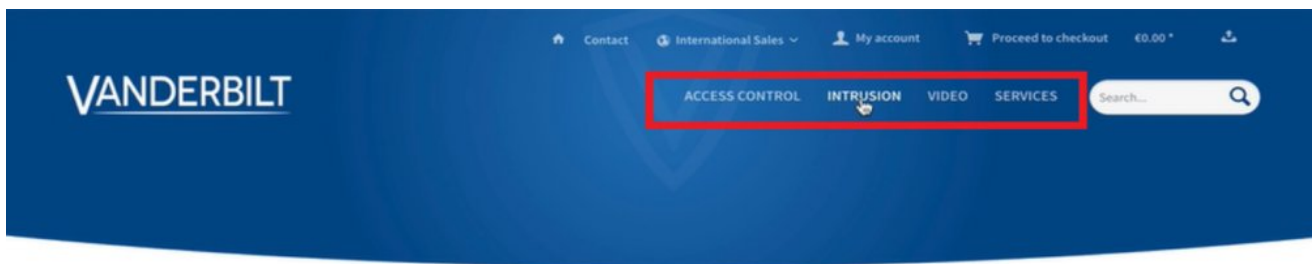 Contact International Sales My account Proceed to checkout €0.00 *
VANDERBILT
ACCESS CONTROL INTRUSION VIDEO SERVICES Search...